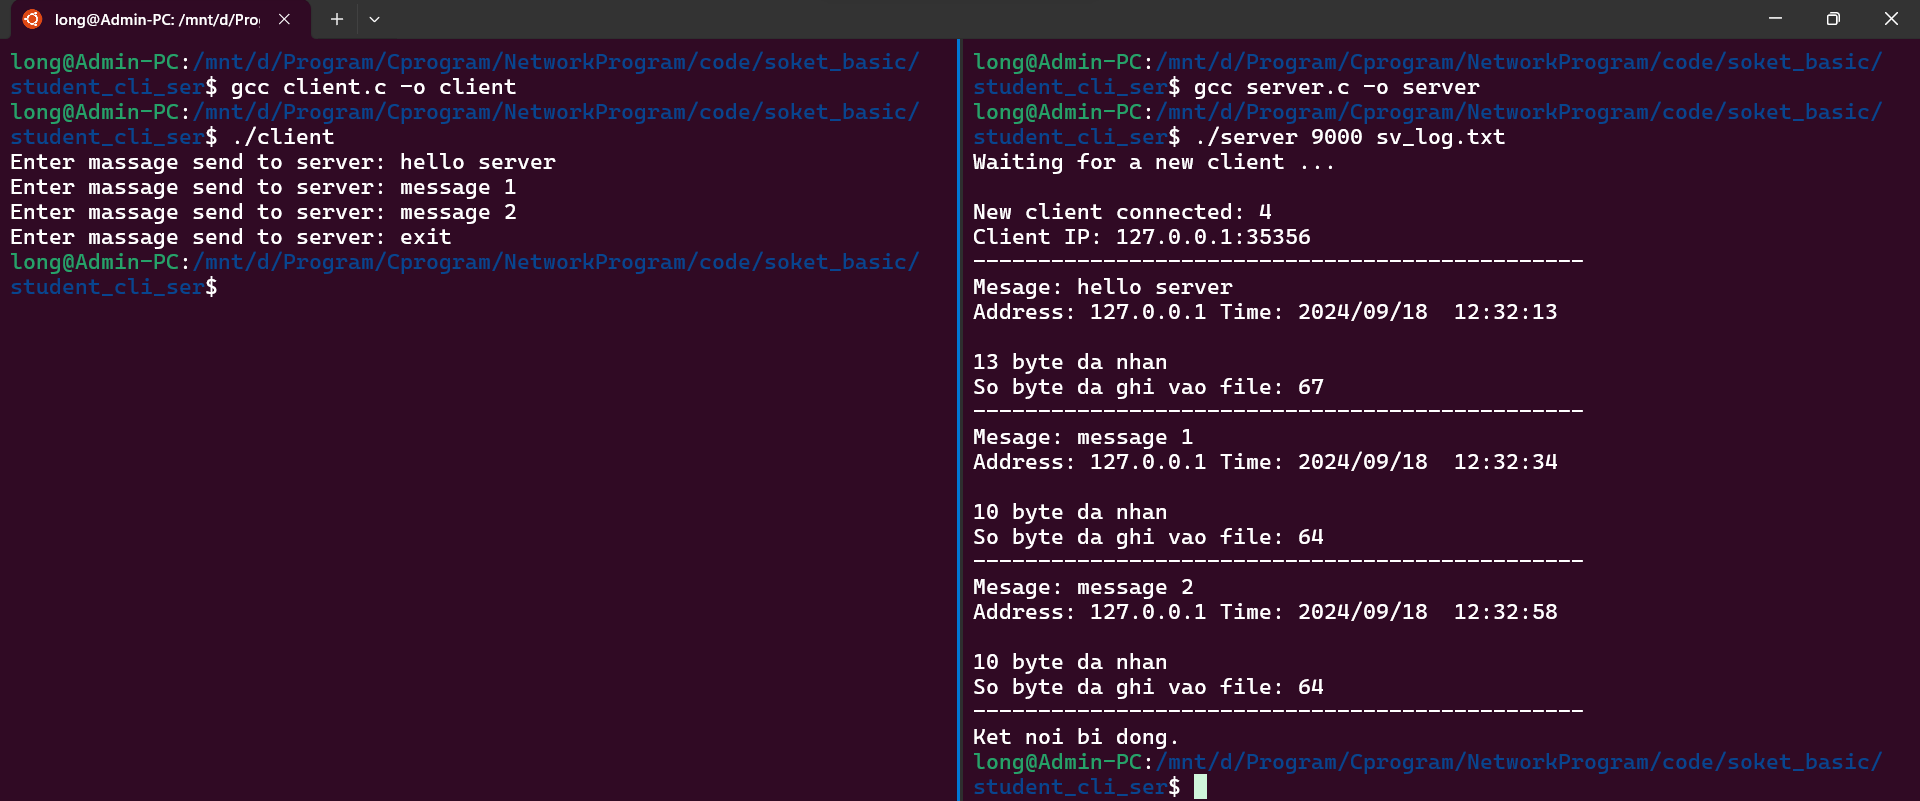 long@Admin-PC: /mnt/d/Pro
long@Admin-PC:/mnt/d/Program/Cprogram/NetworkProgram/code/soket_basic/
student_cli_ser$ gcc client.c -o client
long@Admin-PC:/mnt/d/Program/Cprogram/NetworkProgram/code/soket_basic/
student_cli_ser$ ./client
Enter massage send to server: hello server
Enter massage send to server: message 1
Enter massage send to server: message 2
Enter massage send to server: exit
long@Admin-PC:/mnt/d/Program/Cprogram/NetworkProgram/code/soket_basic/
student_cli_ser$
long@Admin-PC:/mnt/d/Program/Cprogram/NetworkProgram/code/soket_basic/
student_cli_ser$ gcc server.c -o server
long@Admin-PC:/mnt/d/Program/Cprogram/NetworkProgram/code/soket_basic/
student_cli_ser$ ./server 9000 sv_log.txt
Waiting for a new client ...
New client connected: 4
Client IP: 127.0.0.1:35356
-----------------------------------------------
Mesage: hello server
Address: 127.0.0.1 Time: 2024/09/18  12:32:13
13 byte da nhan
So byte da ghi vao file: 67
-----------------------------------------------
Mesage: message 1
Address: 127.0.0.1 Time: 2024/09/18  12:32:34
10 byte da nhan
So byte da ghi vao file: 64
-----------------------------------------------
Mesage: message 2
Address: 127.0.0.1 Time: 2024/09/18  12:32:58
10 byte da nhan
So byte da ghi vao file: 64
-----------------------------------------------
Ket noi bi dong.
long@Admin-PC:/mnt/d/Program/Cprogram/NetworkProgram/code/soket_basic/
student_cli_ser$